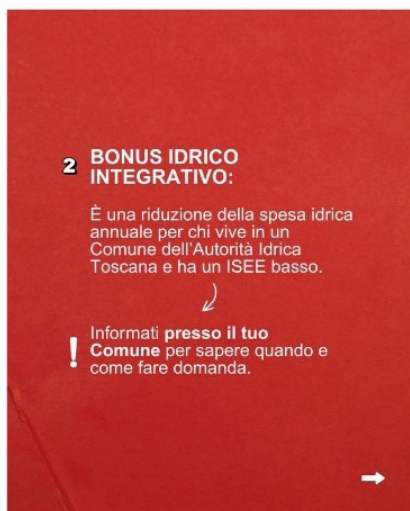 2 BONUS IDRICO
INTEGRATIVO:
È una riduzione della spesa idrica
annuale per chi vive in un
Comune dell'Autorità Idrica
Toscana e ha un ISEE basso.
! Informati presso il tuo
Comune per sapere quando e
come fare domanda.